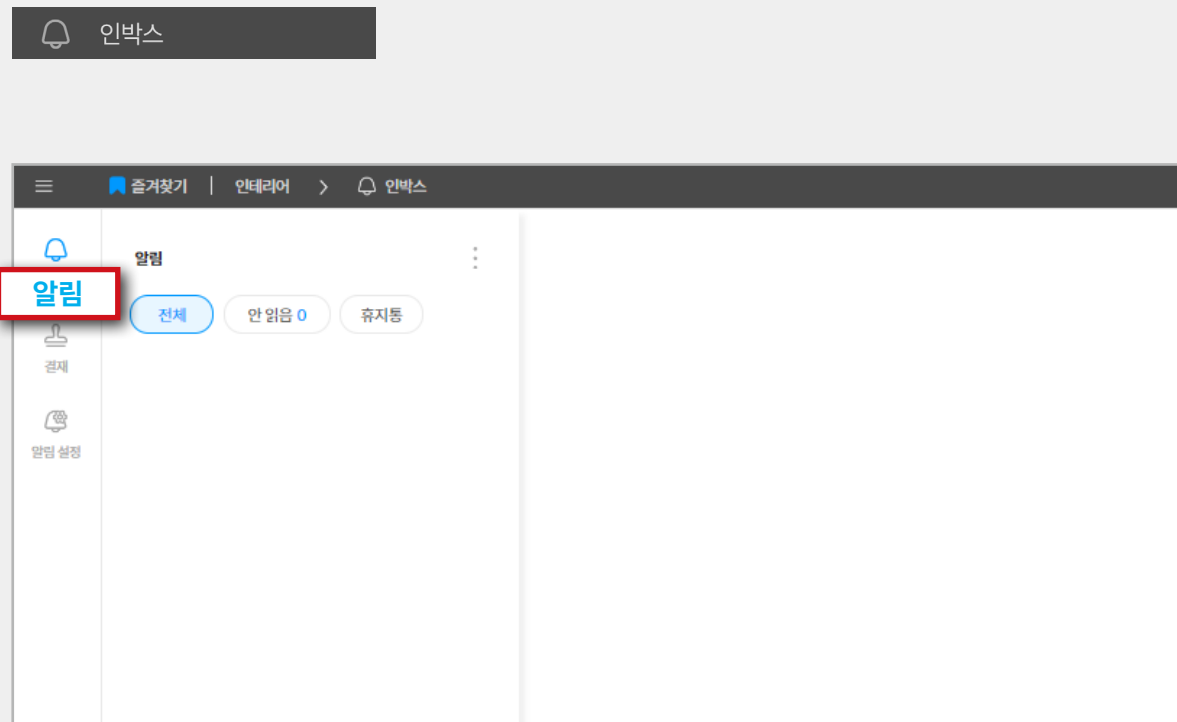 인박스
즐겨찾기 | 인테리어 > 인박스
알림
알림
전체 안 읽음 0 휴지통
결재
알림 설정